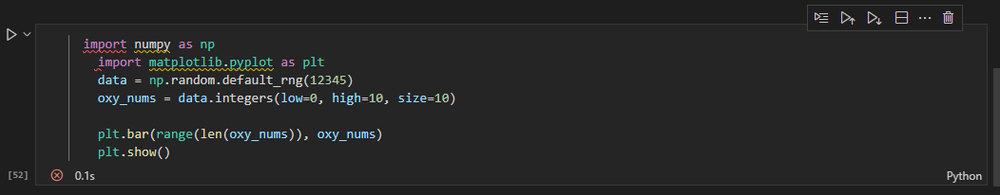 import numpy as np
import matplotlib.pyplot as plt
data = np.random.default_rng(12345)
oxy_nums = data.integers(low=0, high=10, size=10)
plt.bar(range(len(oxy_nums)), oxy_nums)
plt.show()
[52] 0.1s Python